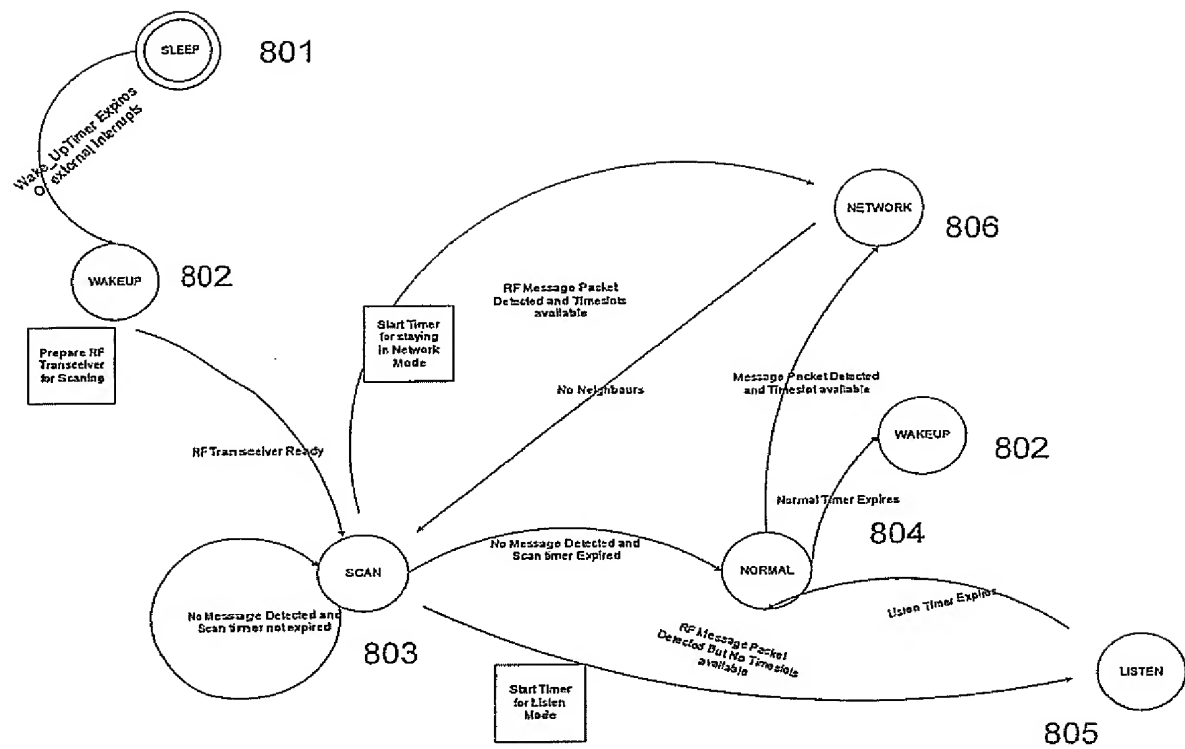 SLEEP
801
Wake_UpTimer Expiros
Or external Interrupts
WAKEUP
802
Prepare RF
Transceiver
for Scaning
RF Transceiver Ready
Start Timer
for staying
in Network
Mode
RF Message Packet
Detected and Timeslots
available
NETWORK
806
No Neighbours
Message Packet Detected
and Timeslot available
WAKEUP
802
Normal Timer Expires
804
No Message Detected and
Scan timer Expired
SCAN
NORMAL
No Message Detected and
Scan timer not expired
803
Listen Timer Expires
RF Message Packet
Detected But No Timeslots
available
Start Timer
for Listen
Mode
LISTEN
805